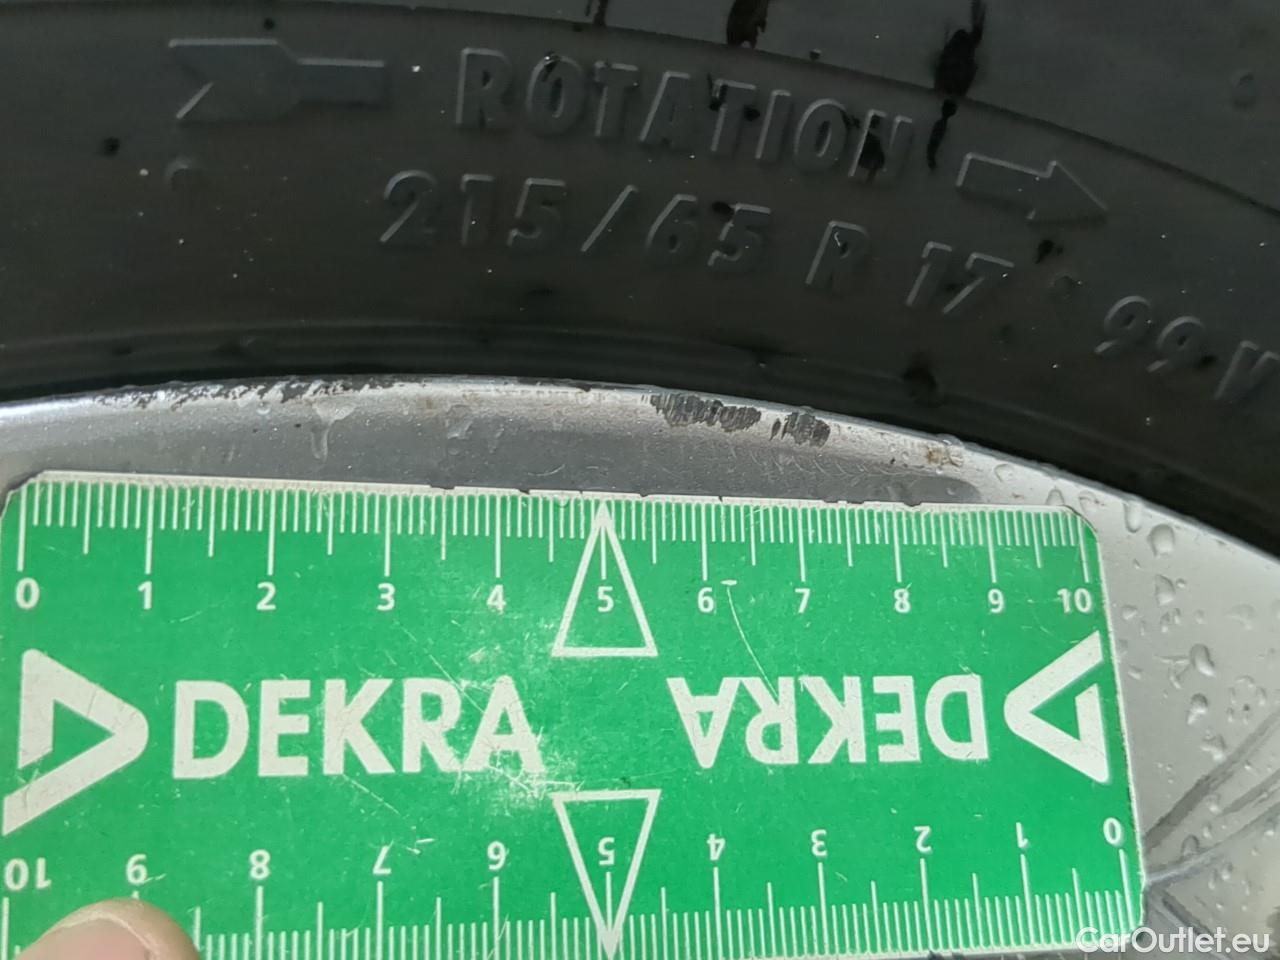 ROTATION
215/65 R 17 99 V
0 1 2 3 4 5 6 7 8 9 10
DEKRA DEKRA
10 9 8 7 6 5 4 3 2 1 0
CarOutlet.eu